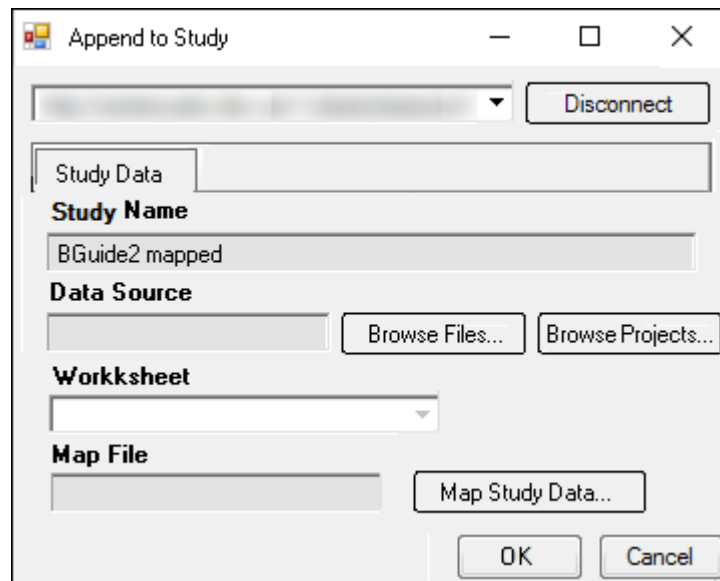 Append to Study
Disconnect
Study Data
Study Name
BGuide2 mapped
Data Source
Browse Files... Browse Projects...
Workksheet
Map File
Map Study Data...
OK Cancel